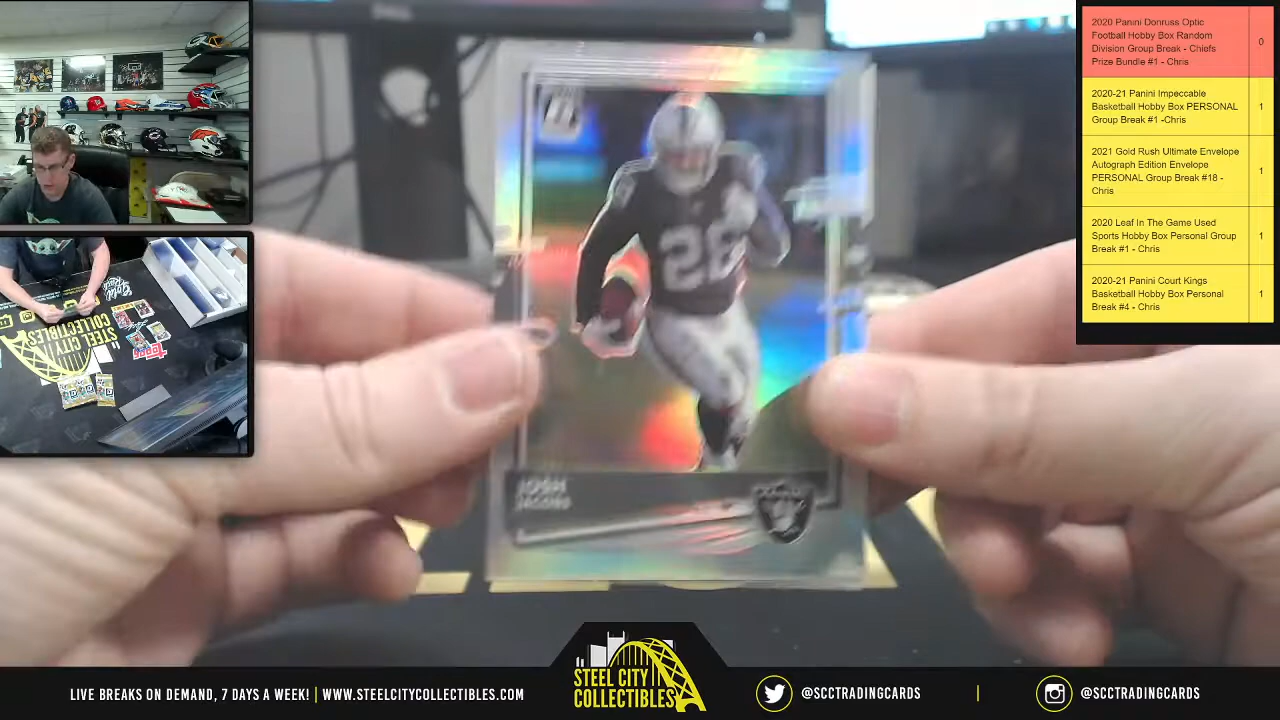 2020 Panini Donruss Optic
Football Hobby Box Random
Division Group Break - Chiefs
Prize Bundle #1 - Chris
0
2020-21 Panini Impeccable
Basketball Hobby Box PERSONAL
Group Break #1 -Chris
1
2021 Gold Rush Ultimate Envelope
Autograph Edition Envelope
PERSONAL Group Break #18 -
Chris
1
2020 Leaf In The Game Used
Sports Hobby Box Personal Group
Break #1 - Chris
1
2020-21 Panini Court Kings
Basketball Hobby Box Personal
Break #4 - Chris
1
28
JOSH
JACOBS
STEEL CITY
COLLECTIBLES
LIVE BREAKS ON DEMAND, 7 DAYS A WEEK! | WWW.STEELCITYCOLLECTIBLES.COM
STEEL CITY
COLLECTIBLES
@SCCTRADINGCARDS
|
@SCCTRADINGCARDS